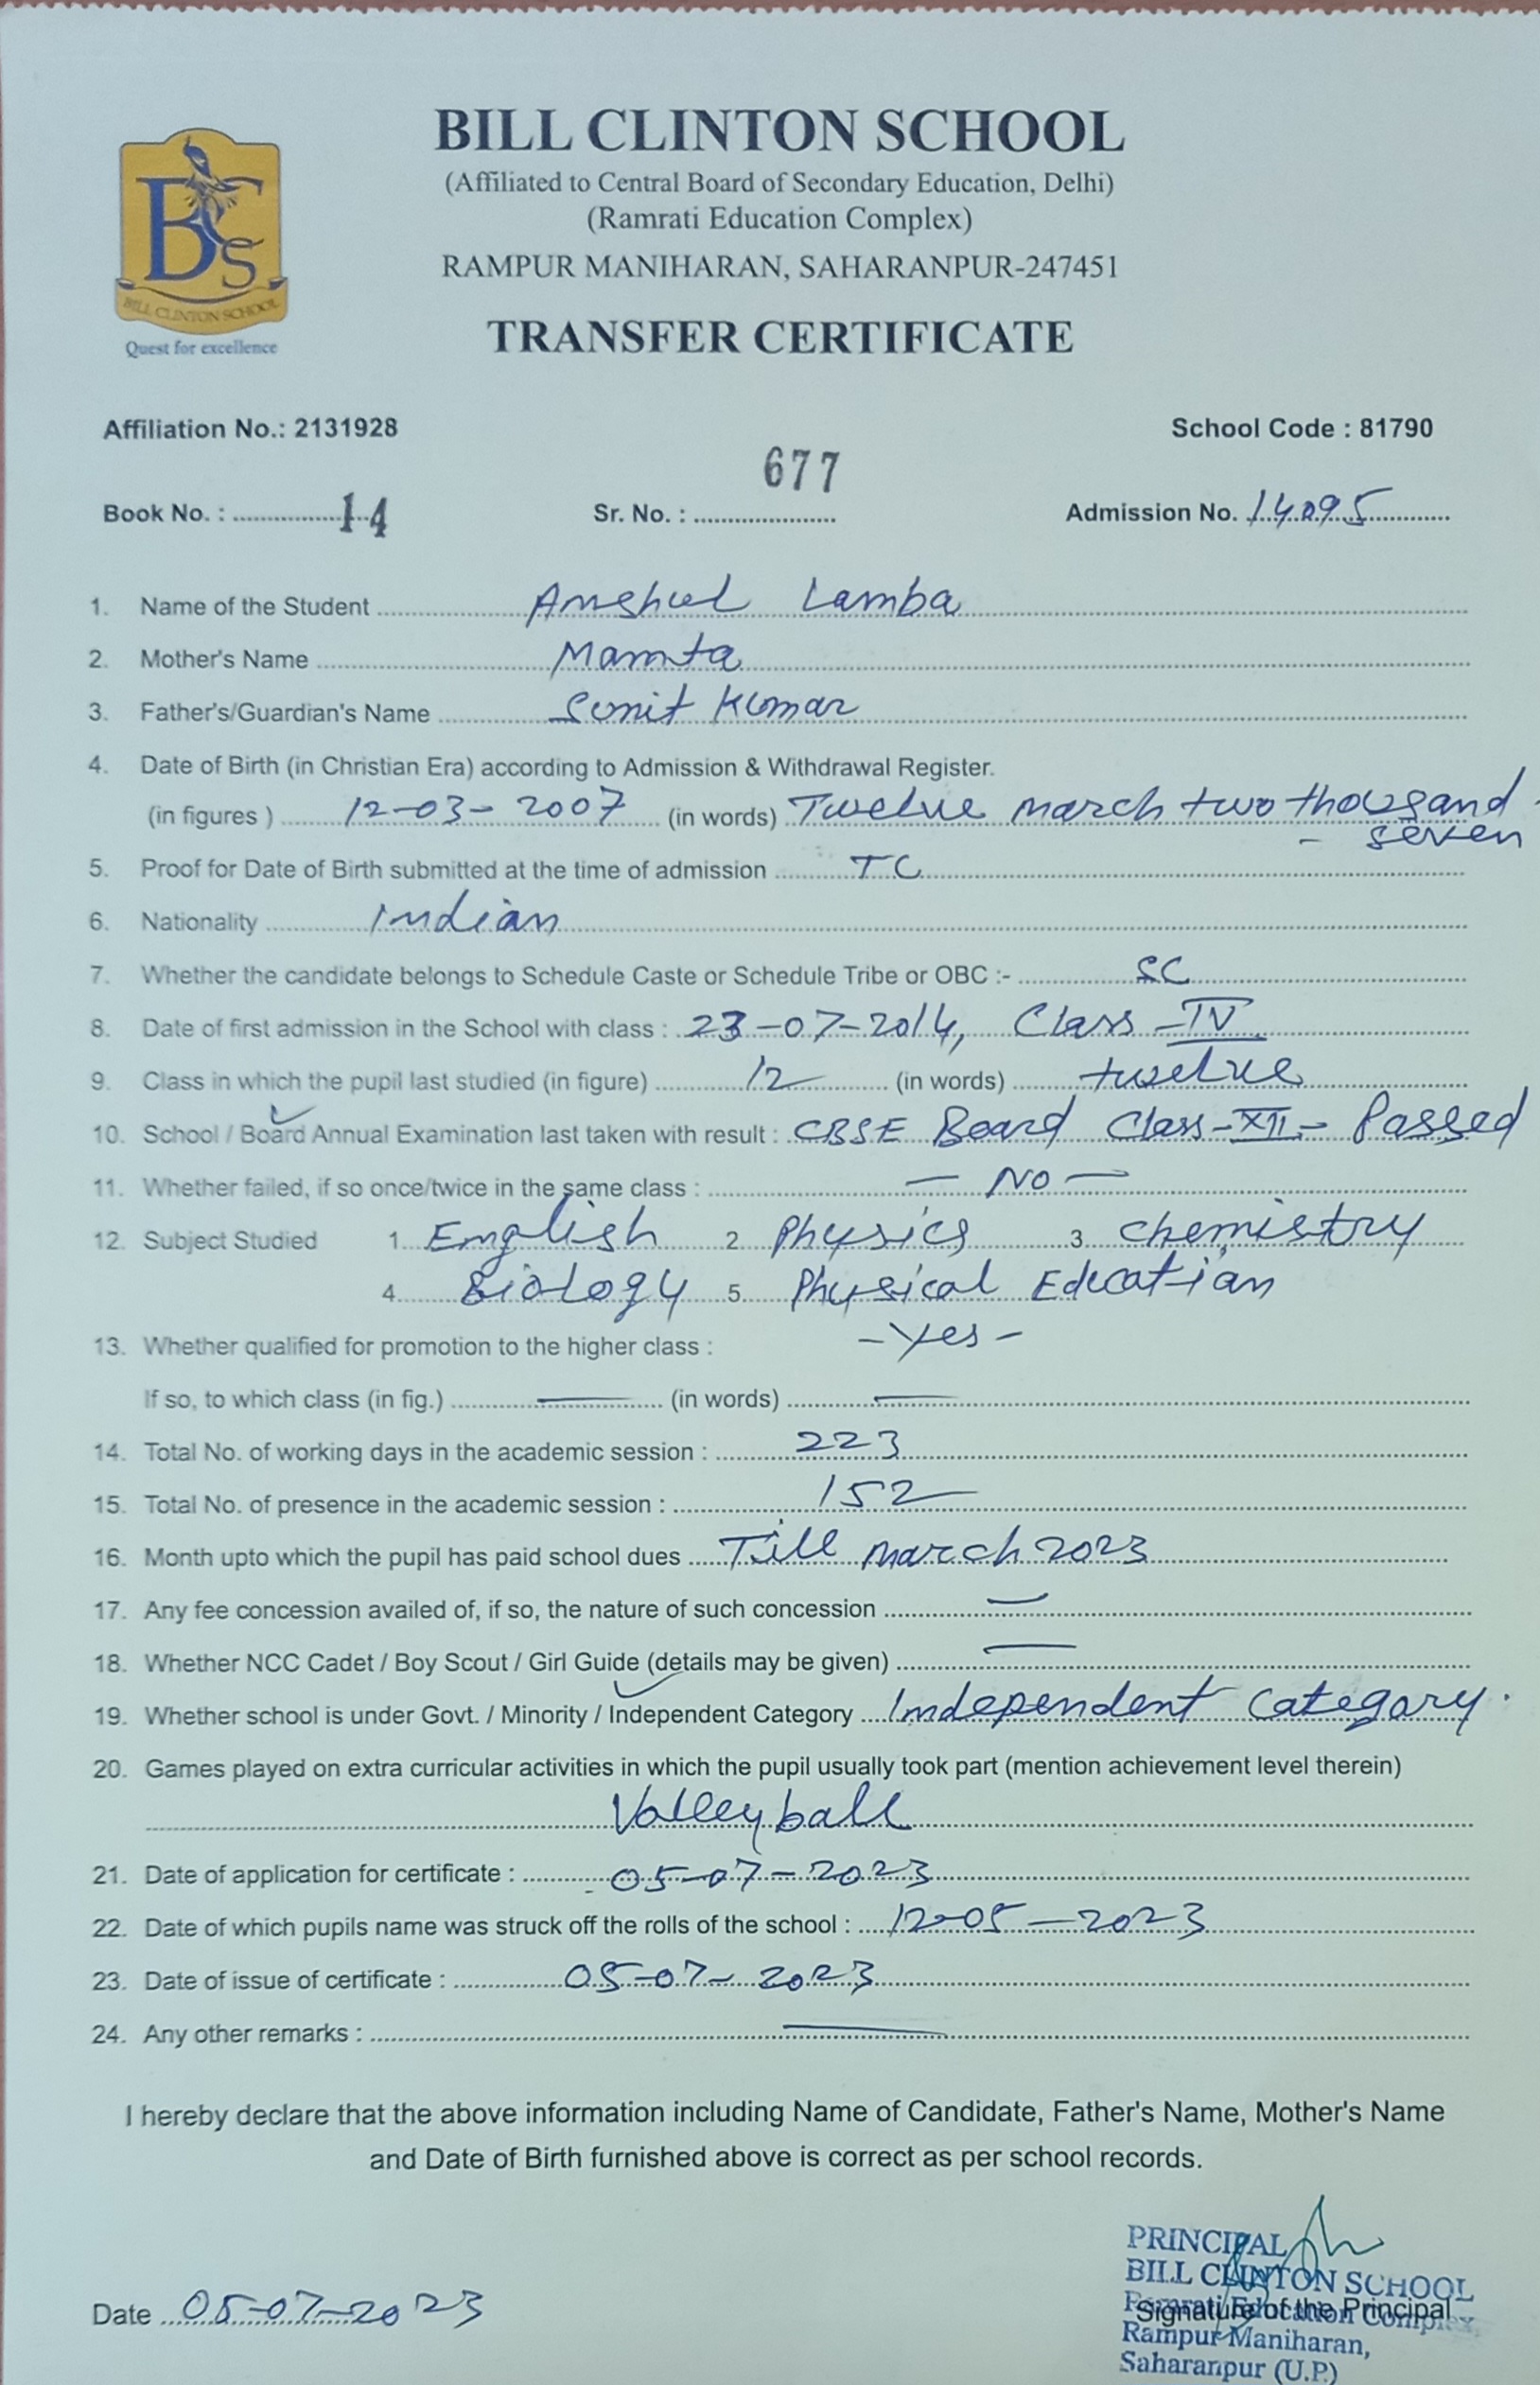 BILL CLINTON SCHOOL
(Affiliated to Central Board of Secondary Education, Delhi)
(Ramrati Education Complex)
RAMPUR MANIHARAN, SAHARANPUR-247451
BCS
BILL CLINTON SCHOOL
Quest for excellence
TRANSFER CERTIFICATE
Affiliation No.: 2131928 School Code : 81790
Book No. : 14 Sr. No. : 677 Admission No. 14095
1. Name of the Student Anshul Lamba
2. Mother's Name Mamta
3. Father's/Guardian's Name Sunit Kumar
4. Date of Birth (in Christian Era) according to Admission & Withdrawal Register.
(in figures ) 12-03-2007 (in words) Twelve march two thousand
- seven
5. Proof for Date of Birth submitted at the time of admission TC
6. Nationality Indian
7. Whether the candidate belongs to Schedule Caste or Schedule Tribe or OBC :- SC
8. Date of first admission in the School with class : 23-07-2014, Class -IV
9. Class in which the pupil last studied (in figure) 12 (in words) twelve
10. School / Board Annual Examination last taken with result : CBSE Board Class-XII- Passed
11. Whether failed, if so once/twice in the same class : - No -
12. Subject Studied 1. English 2. Physics 3. Chemistry
4. Biology 5. Physical Education
13. Whether qualified for promotion to the higher class : -Yes-
If so, to which class (in fig.) — (in words) —
14. Total No. of working days in the academic session : 223
15. Total No. of presence in the academic session : 152
16. Month upto which the pupil has paid school dues Till march 2023
17. Any fee concession availed of, if so, the nature of such concession —
18. Whether NCC Cadet / Boy Scout / Girl Guide (details may be given) —
19. Whether school is under Govt. / Minority / Independent Category Independent Category.
20. Games played on extra curricular activities in which the pupil usually took part (mention achievement level therein)
Volleyball
21. Date of application for certificate : 05-07-2023
22. Date of which pupils name was struck off the rolls of the school : 12-05-2023
23. Date of issue of certificate : 05-07-2023
24. Any other remarks : —
I hereby declare that the above information including Name of Candidate, Father's Name, Mother's Name
and Date of Birth furnished above is correct as per school records.
PRINCIPAL
BILL CLINTON SCHOOL
Ramrati Education Complex,
Date 05-07-2023 Signature of the Principal
Rampur Maniharan,
Saharanpur (U.P.)